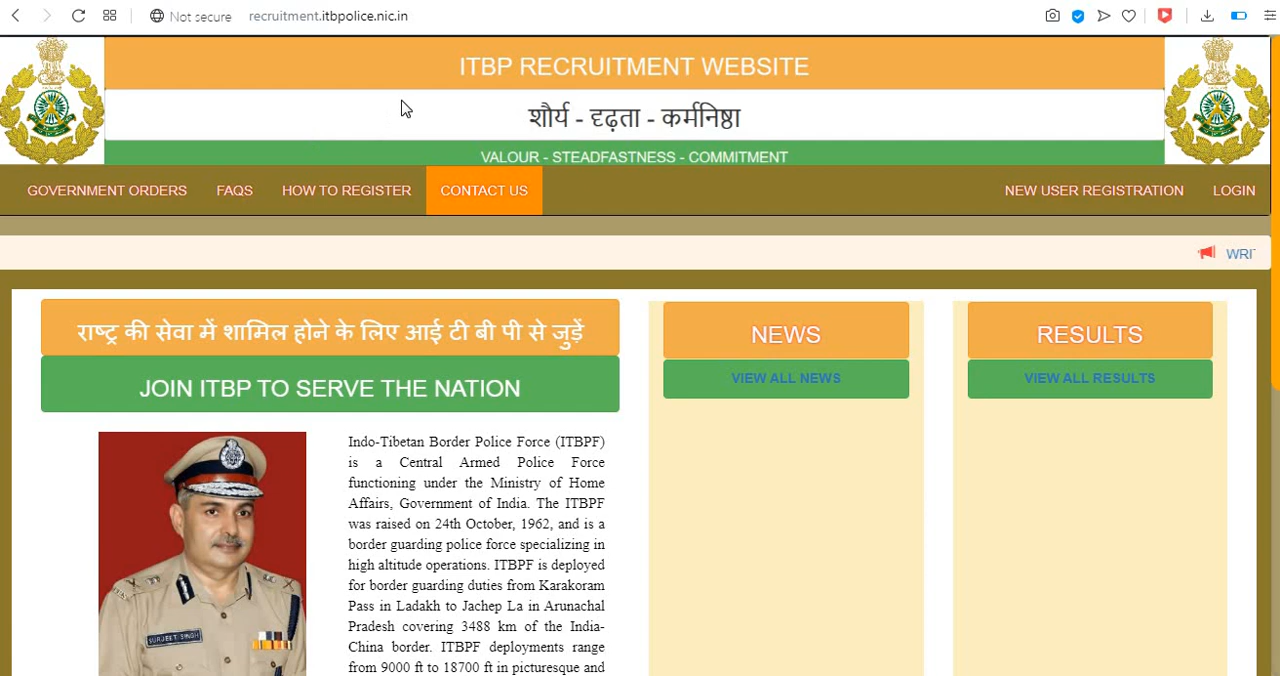 Not secure recruitment.itbpolice.nic.in
ITBP RECRUITMENT WEBSITE
शौर्य - दृढ़ता - कर्मनिष्ठा
VALOUR - STEADFASTNESS - COMMITMENT
GOVERNMENT ORDERS FAQS HOW TO REGISTER CONTACT US NEW USER REGISTRATION LOGIN
WRIT
राष्ट्र की सेवा में शामिल होने के लिए आई टी बी पी से जुड़ें
JOIN ITBP TO SERVE THE NATION
Indo-Tibetan Border Police Force (ITBPF)
is a Central Armed Police Force
functioning under the Ministry of Home
Affairs, Government of India. The ITBPF
was raised on 24th October, 1962, and is a
border guarding police force specializing in
high altitude operations. ITBPF is deployed
for border guarding duties from Karakoram
Pass in Ladakh to Jachep La in Arunachal
Pradesh covering 3488 km of the India-
China border. ITBPF deployments range
from 9000 ft to 18700 ft in picturesque and
SURJEET SINGH
NEWS
VIEW ALL NEWS
RESULTS
VIEW ALL RESULTS